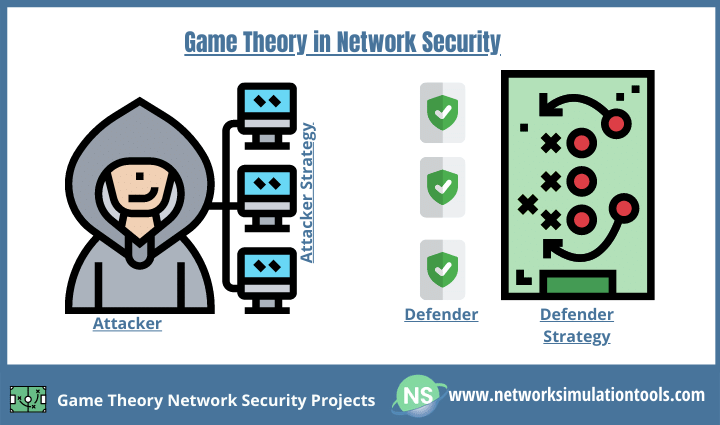 Game Theory in Network Security
Attacker Strategy
Attacker
Defender
Defender
Strategy
Game Theory Network Security Projects
NS
www.networksimulationtools.com